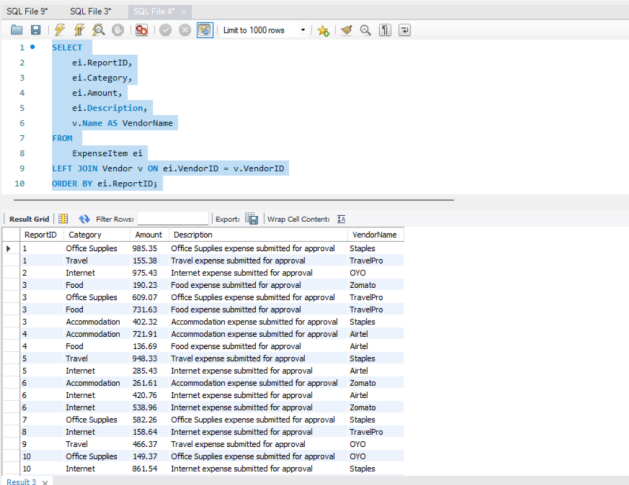 SQL File 9* SQL File 3* SQL File 4*
Limit to 1000 rows
1 SELECT
2 ei.ReportID,
3 ei.Category,
4 ei.Amount,
5 ei.Description,
6 v.Name AS VendorName
7 FROM
8 ExpenseItem ei
9 LEFT JOIN Vendor v ON ei.VendorID = v.VendorID
10 ORDER BY ei.ReportID;
Result Grid Filter Rows: Export: Wrap Cell Content:
ReportID Category Amount Description VendorName
1 Office Supplies 985.35 Office Supplies expense submitted for approval Staples
1 Travel 155.38 Travel expense submitted for approval TravelPro
2 Internet 975.43 Internet expense submitted for approval OYO
3 Food 190.23 Food expense submitted for approval Zomato
3 Office Supplies 609.07 Office Supplies expense submitted for approval TravelPro
3 Food 731.63 Food expense submitted for approval TravelPro
3 Accommodation 402.32 Accommodation expense submitted for approval Staples
4 Accommodation 721.91 Accommodation expense submitted for approval Airtel
4 Food 136.69 Food expense submitted for approval Airtel
5 Travel 948.33 Travel expense submitted for approval Staples
5 Internet 285.43 Internet expense submitted for approval Airtel
6 Accommodation 261.61 Accommodation expense submitted for approval Zomato
6 Internet 420.76 Internet expense submitted for approval Airtel
6 Internet 538.96 Internet expense submitted for approval Zomato
7 Office Supplies 582.26 Office Supplies expense submitted for approval Staples
8 Internet 158.64 Internet expense submitted for approval TravelPro
9 Travel 466.37 Travel expense submitted for approval OYO
10 Office Supplies 149.37 Office Supplies expense submitted for approval OYO
10 Internet 861.54 Internet expense submitted for approval Staples
Result 3